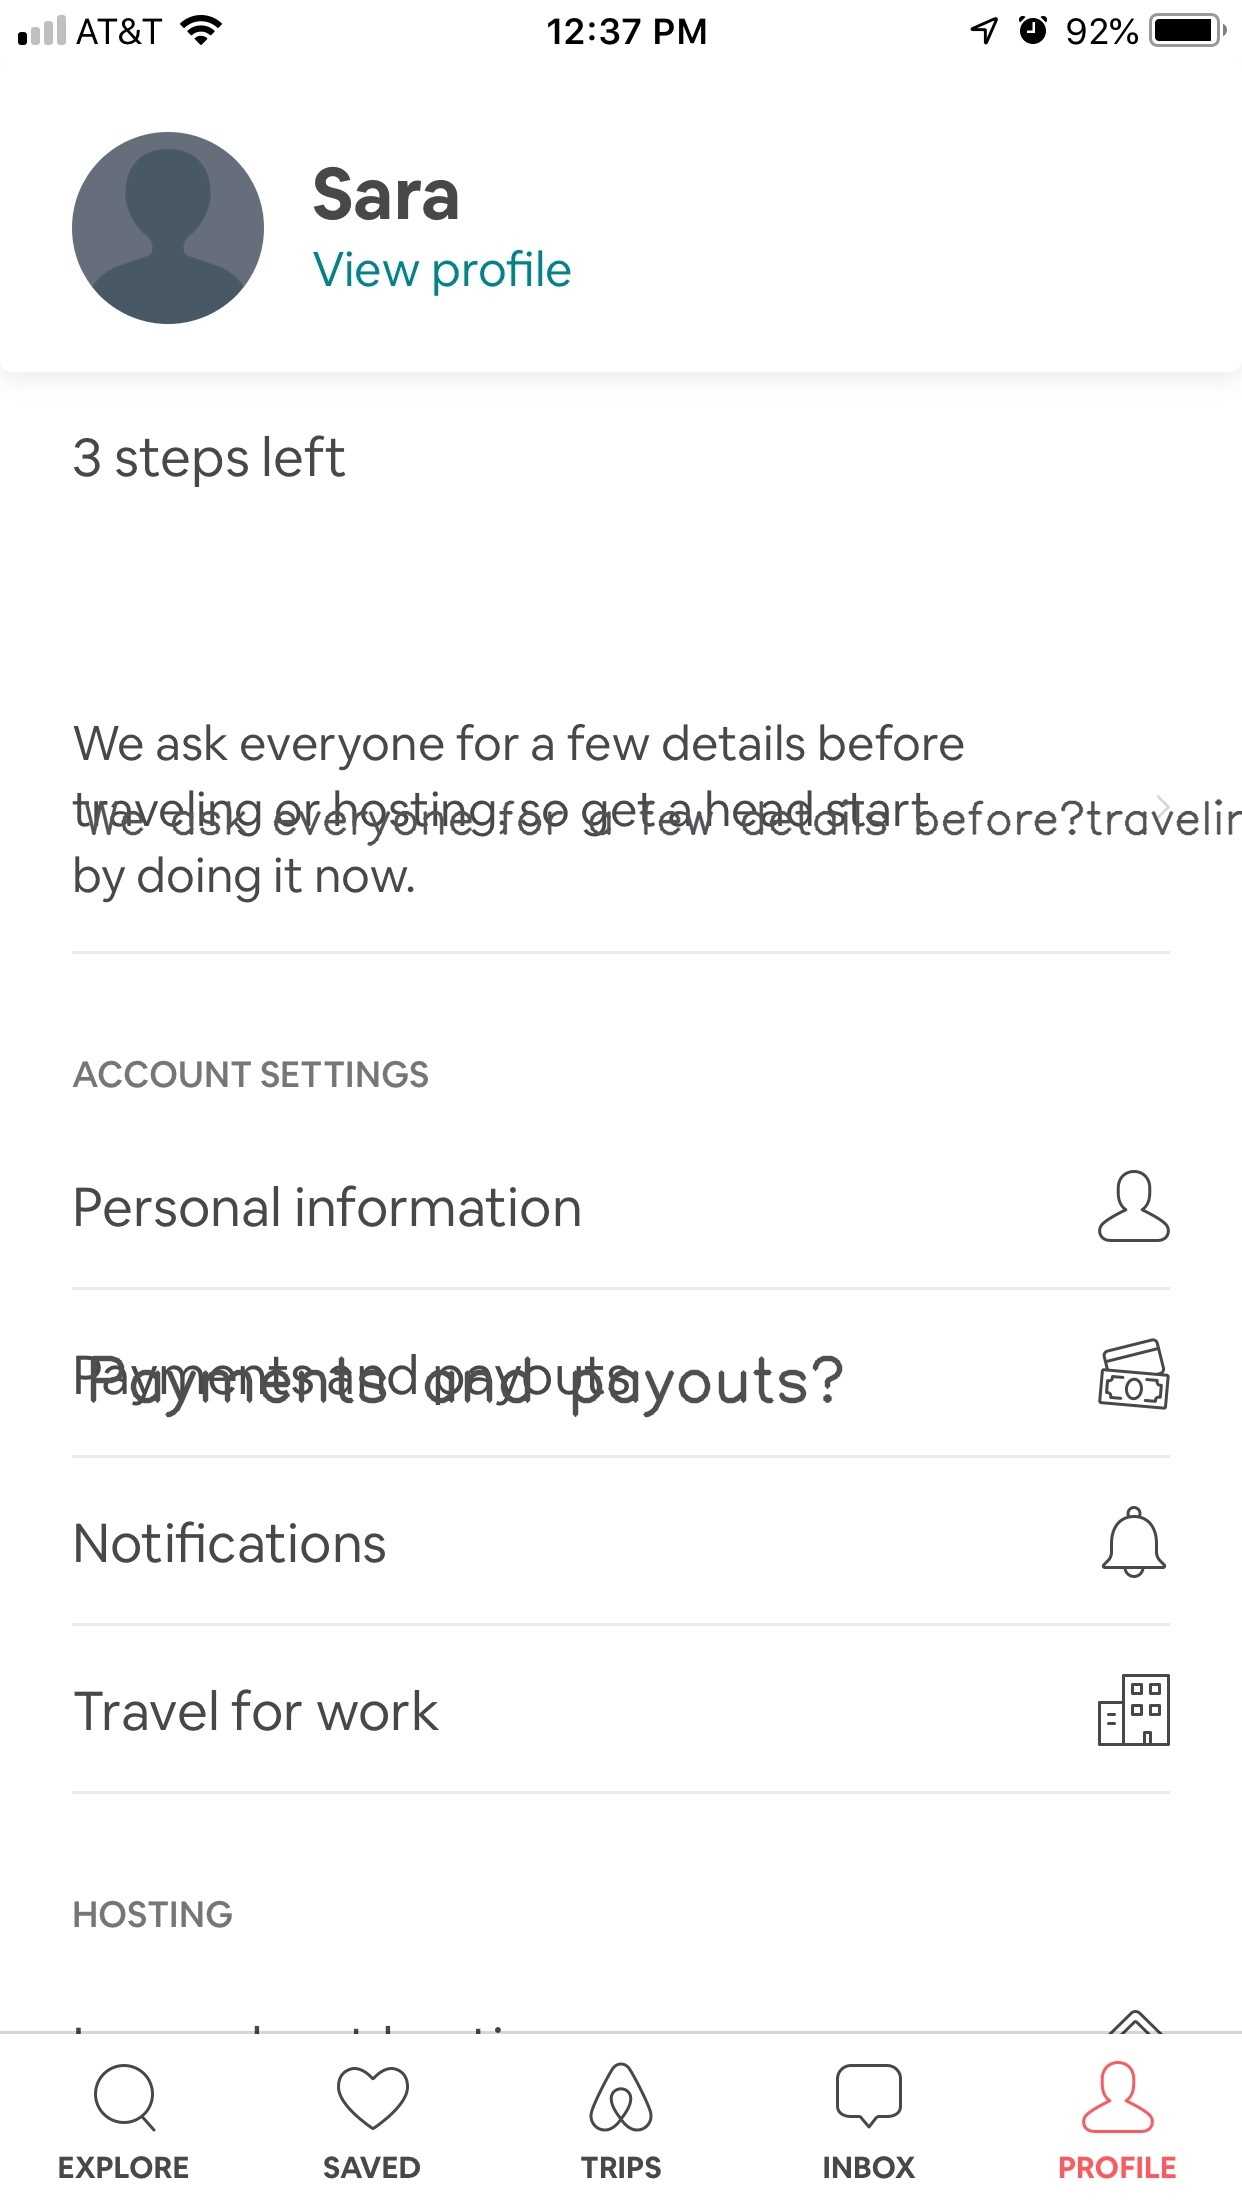 AT&T
12:37 PM
92%
Sara
View profile
3 steps left
We ask everyone for a few details before
traveling or hosting, so get a head start
We ask everyone for a few details before?travelin
by doing it now.
ACCOUNT SETTINGS
Personal information
Payments and payouts
Payments and payouts?
Notifications
Travel for work
HOSTING
EXPLORE
SAVED
TRIPS
INBOX
PROFILE